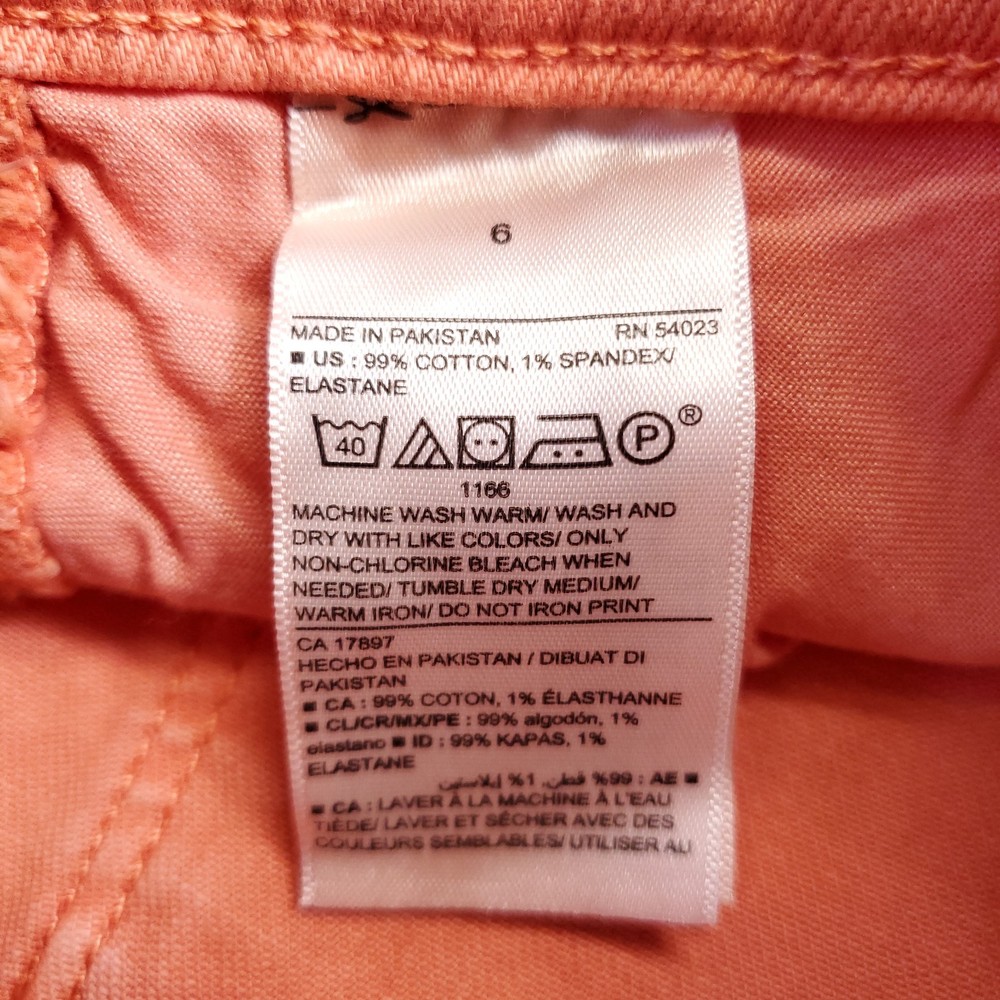 6
MADE IN PAKISTAN RN 54023
■ US : 99% COTTON, 1% SPANDEX/
ELASTANE
40 P ®
1166
MACHINE WASH WARM/ WASH AND
DRY WITH LIKE COLORS/ ONLY
NON-CHLORINE BLEACH WHEN
NEEDED/ TUMBLE DRY MEDIUM/
WARM IRON/ DO NOT IRON PRINT
CA 17897
HECHO EN PAKISTAN / DIBUAT DI
PAKISTAN
■ CA : 99% COTON, 1% ÉLASTHANNE
■ CL/CR/MX/PE : 99% algodón, 1%
elastano ■ ID : 99% KAPAS, 1%
ELASTANE
■ AE : 99% قطن, 1% إيلاستين
■ CA : LAVER À LA MACHINE À L'EAU
TIÈDE/ LAVER ET SÉCHER AVEC DES
COULEURS SEMBLABLES/ UTILISER AU